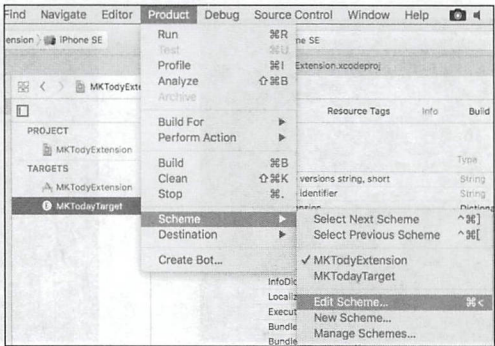 Find Navigate Editor Product Debug Source Control Window Help
ension iPhone SE
ne SE
Extension.xcodeproj
MKTodyExte
Run ⌘R
Test ⌘U
Profile ⌘I
Analyze ⇧⌘B
Archive
Build For ▶
Perform Action ▶
Build ⌘B
Clean ⇧⌘K
Stop ⌘.
Scheme ▶
Destination ▶
Create Bot...
Resource Tags Info Build
PROJECT
MKTodyExtension
TARGETS
MKTodyExtension
MKTodayTarget
Type
versions string, short String
identifier String
Diction
Select Next Scheme ⌃⌘]
Select Previous Scheme ⌃⌘[
✓ MKTodyExtension
MKTodayTarget
Edit Scheme... ⌘<
New Scheme...
Manage Schemes...
InfoDic
Localiz
Execut
Bundle
Bundle